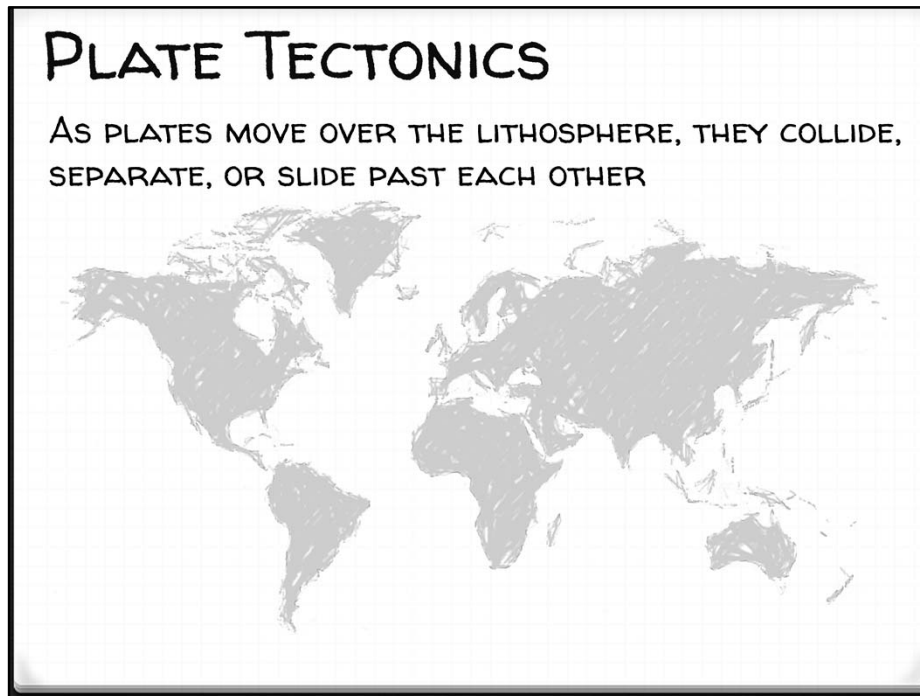 Plate Tectonics
As plates move over the lithosphere, they collide,
separate, or slide past each other